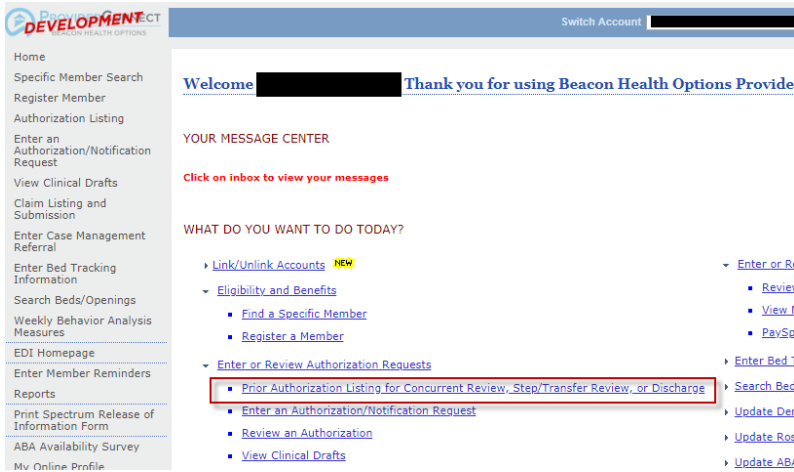 DEVELOPMENT
BEACON HEALTH OPTIONS
Switch Account
Home
Specific Member Search
Register Member
Authorization Listing
Enter an
Authorization/Notification
Request
View Clinical Drafts
Claim Listing and
Submission
Enter Case Management
Referral
Enter Bed Tracking
Information
Search Beds/Openings
Weekly Behavior Analysis
Measures
EDI Homepage
Enter Member Reminders
Reports
Print Spectrum Release of
Information Form
ABA Availability Survey
My Online Profile
Welcome Thank you for using Beacon Health Options Provide
YOUR MESSAGE CENTER
Click on inbox to view your messages
WHAT DO YOU WANT TO DO TODAY?
Link/Unlink Accounts NEW
Eligibility and Benefits
Find a Specific Member
Register a Member
Enter or Review Authorization Requests
Prior Authorization Listing for Concurrent Review, Step/Transfer Review, or Discharge
Enter an Authorization/Notification Request
Review an Authorization
View Clinical Drafts
Enter or R
Review
View
PaySp
Enter Bed
Search Bed
Update Der
Update Ros
Update ABA